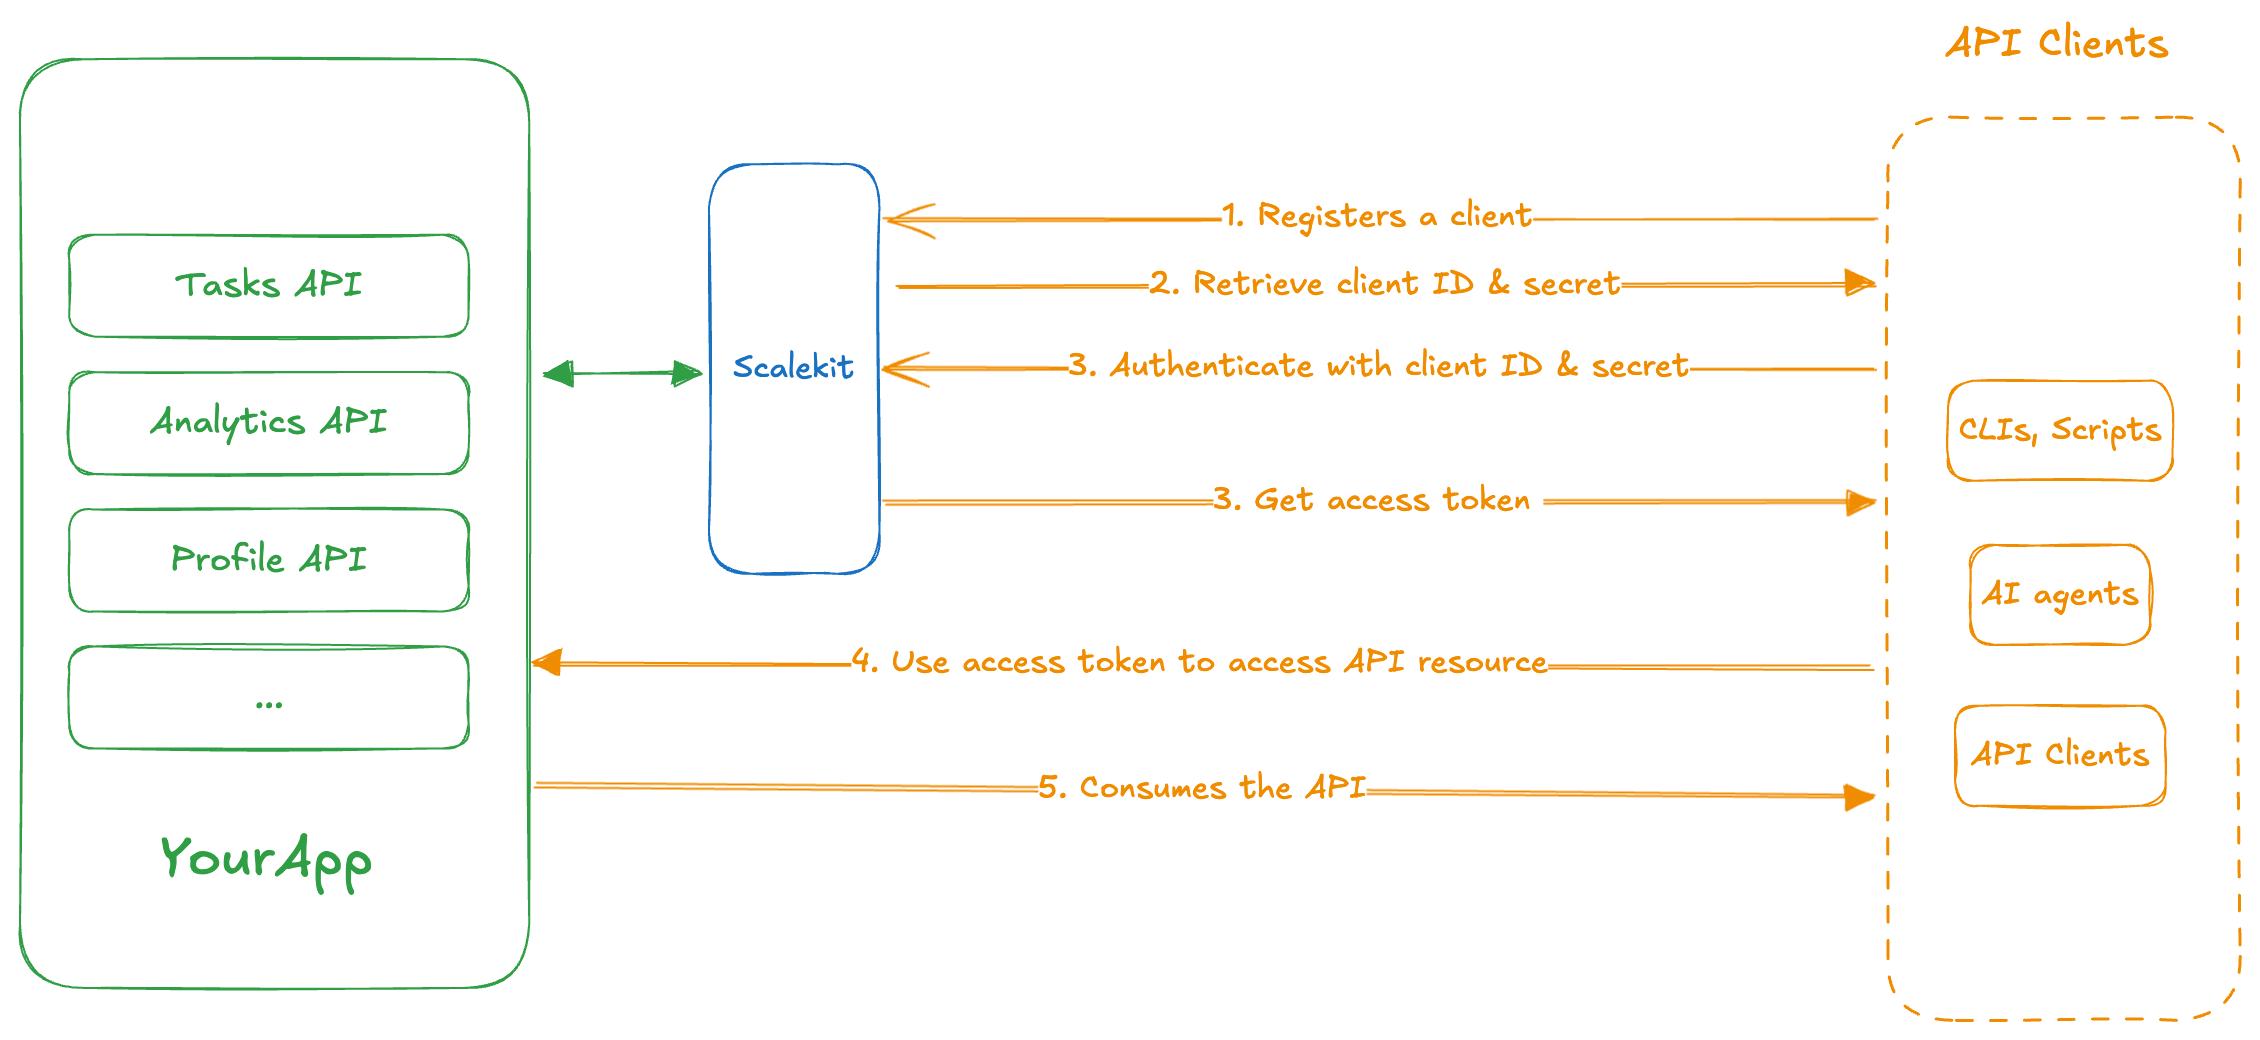 API Clients
Tasks API
Analytics API
Profile API
...
YourApp
Scalekit
1. Registers a client
2. Retrieve client ID & secret
3. Authenticate with client ID & secret
3. Get access token
4. Use access token to access API resource
5. Consumes the API
CLIs, Scripts
AI agents
API Clients